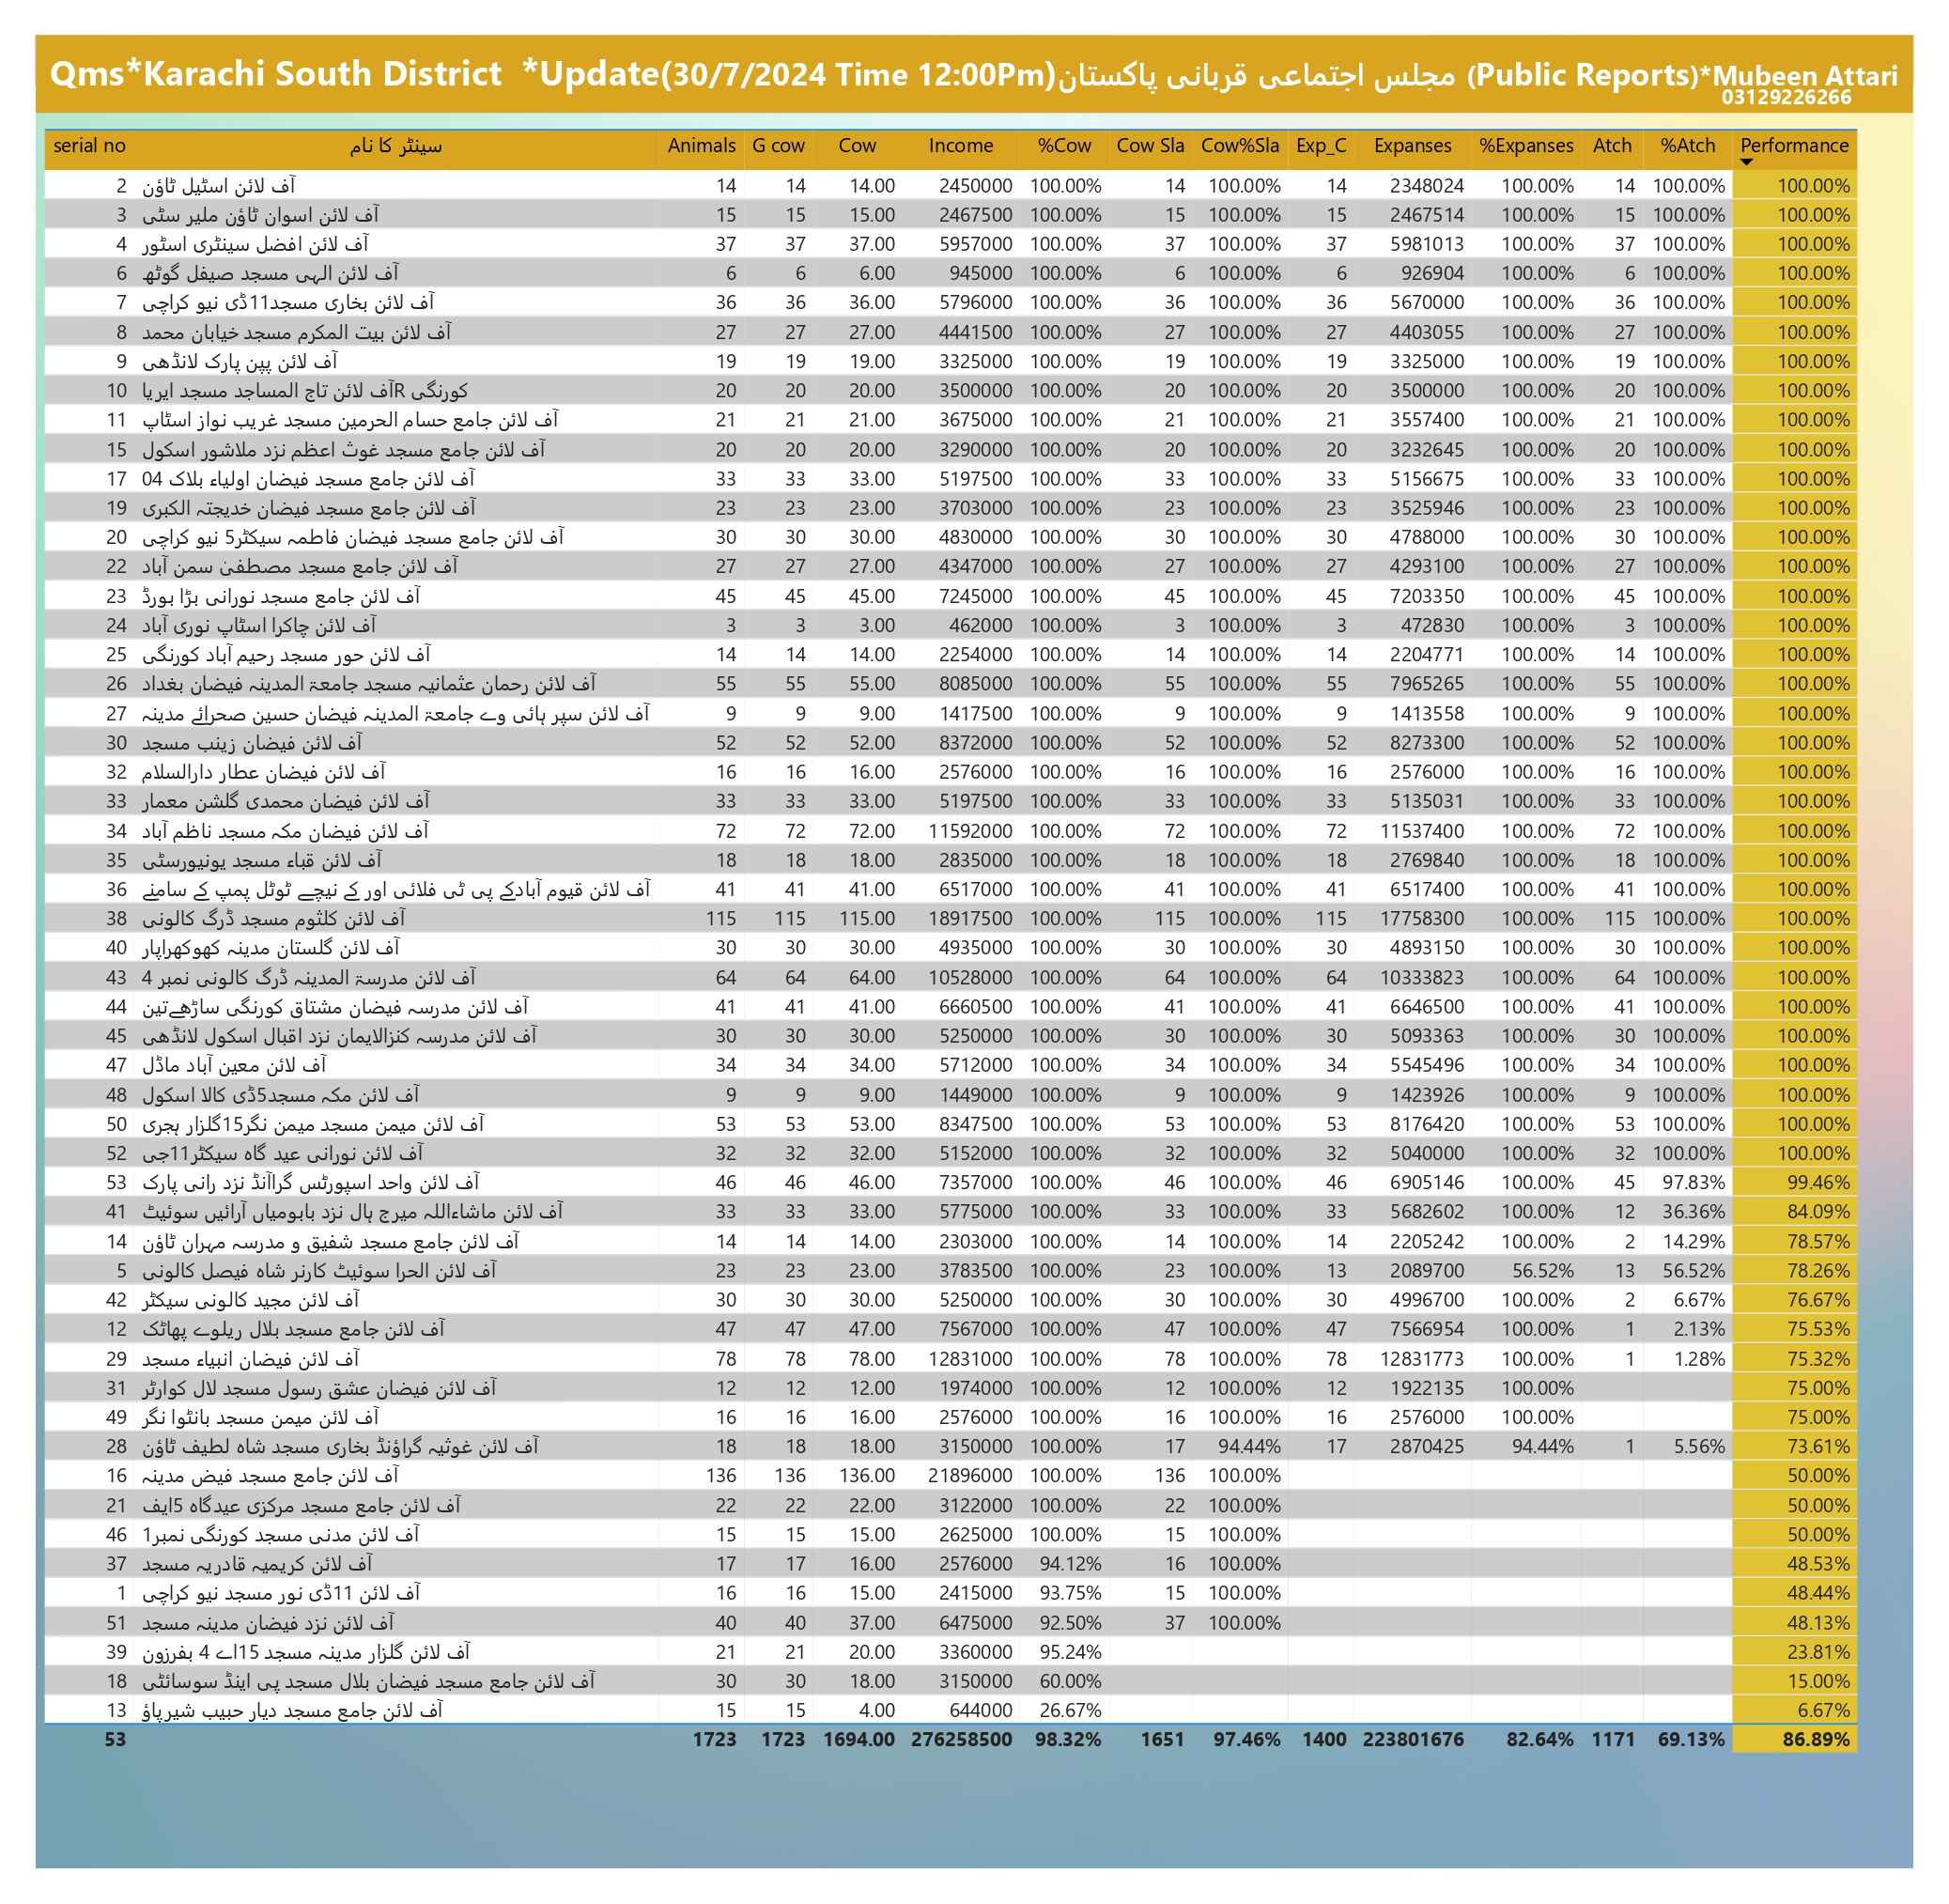 Qms*Karachi South District *Update(30/7/2024 Time 12:00Pm)مجلس اجتماعی قربانی پاکستان (Public Reports)*Mubeen Attari
03129226266
serial no سینٹر کا نام Animals G cow Cow Income %Cow Cow Sla Cow%Sla Exp_C Expanses %Expanses Atch %Atch Performance
2 آف لائن اسٹیل ٹاؤن 14 14 14.00 2450000 100.00% 14 100.00% 14 2348024 100.00% 14 100.00% 100.00%
3 آف لائن اسوان ٹاؤن ملیر سٹی 15 15 15.00 2467500 100.00% 15 100.00% 15 2467514 100.00% 15 100.00% 100.00%
4 آف لائن افضل سینٹری اسٹور 37 37 37.00 5957000 100.00% 37 100.00% 37 5981013 100.00% 37 100.00% 100.00%
6 آف لائن الہی مسجد صیفل گوٹھ 6 6 6.00 945000 100.00% 6 100.00% 6 926904 100.00% 6 100.00% 100.00%
7 آف لائن بخاری مسجد11ڈی نیو کراچی 36 36 36.00 5796000 100.00% 36 100.00% 36 5670000 100.00% 36 100.00% 100.00%
8 آف لائن بیت المکرم مسجد خیابان محمد 27 27 27.00 4441500 100.00% 27 100.00% 27 4403055 100.00% 27 100.00% 100.00%
9 آف لائن پپن پارک لانڈھی 19 19 19.00 3325000 100.00% 19 100.00% 19 3325000 100.00% 19 100.00% 100.00%
10 آف لائن تاج المساجد مسجد ایریاR کورنگی 20 20 20.00 3500000 100.00% 20 100.00% 20 3500000 100.00% 20 100.00% 100.00%
11 آف لائن جامع حسام الحرمین مسجد غریب نواز اسٹاپ 21 21 21.00 3675000 100.00% 21 100.00% 21 3557400 100.00% 21 100.00% 100.00%
15 آف لائن جامع مسجد غوث اعظم نزد ملاشور اسکول 20 20 20.00 3290000 100.00% 20 100.00% 20 3232645 100.00% 20 100.00% 100.00%
17 آف لائن جامع مسجد فیضان اولیاء بلاک 04 33 33 33.00 5197500 100.00% 33 100.00% 33 5156675 100.00% 33 100.00% 100.00%
19 آف لائن جامع مسجد فیضان خدیجتہ الکبری 23 23 23.00 3703000 100.00% 23 100.00% 23 3525946 100.00% 23 100.00% 100.00%
20 آف لائن جامع مسجد فیضان فاطمہ سیکٹر5 نیو کراچی 30 30 30.00 4830000 100.00% 30 100.00% 30 4788000 100.00% 30 100.00% 100.00%
22 آف لائن جامع مسجد مصطفی سمن آباد 27 27 27.00 4347000 100.00% 27 100.00% 27 4293100 100.00% 27 100.00% 100.00%
23 آف لائن جامع مسجد نورانی بڑا بورڈ 45 45 45.00 7245000 100.00% 45 100.00% 45 7203350 100.00% 45 100.00% 100.00%
24 آف لائن چاکرا اسٹاپ نوری آباد 3 3 3.00 462000 100.00% 3 100.00% 3 472830 100.00% 3 100.00% 100.00%
25 آف لائن حور مسجد رحیم آباد کورنگی 14 14 14.00 2254000 100.00% 14 100.00% 14 2204771 100.00% 14 100.00% 100.00%
26 آف لائن رحمان عثمانیہ مسجد جامعۃ المدینہ فیضان بغداد 55 55 55.00 8085000 100.00% 55 100.00% 55 7965265 100.00% 55 100.00% 100.00%
27 آف لائن سپر ہائی وے جامعۃ المدینہ فیضان حسین صحرائے مدینہ 9 9 9.00 1417500 100.00% 9 100.00% 9 1413558 100.00% 9 100.00% 100.00%
30 آف لائن فیضان زینب مسجد 52 52 52.00 8372000 100.00% 52 100.00% 52 8273300 100.00% 52 100.00% 100.00%
32 آف لائن فیضان عطار دارالسلام 16 16 16.00 2576000 100.00% 16 100.00% 16 2576000 100.00% 16 100.00% 100.00%
33 آف لائن فیضان محمدی گلشن معمار 33 33 33.00 5197500 100.00% 33 100.00% 33 5135031 100.00% 33 100.00% 100.00%
34 آف لائن فیضان مکہ مسجد ناظم آباد 72 72 72.00 11592000 100.00% 72 100.00% 72 11537400 100.00% 72 100.00% 100.00%
35 آف لائن قباء مسجد یونیورسٹی 18 18 18.00 2835000 100.00% 18 100.00% 18 2769840 100.00% 18 100.00% 100.00%
36 آف لائن قیوم آبادکے پی ٹی فلائی اور کے نیچے ٹوٹل پمپ کے سامنے 41 41 41.00 6517000 100.00% 41 100.00% 41 6517400 100.00% 41 100.00% 100.00%
38 آف لائن کلثوم مسجد ڈرگ کالونی 115 115 115.00 18917500 100.00% 115 100.00% 115 17758300 100.00% 115 100.00% 100.00%
40 آف لائن گلستان مدینہ کھوکھراپار 30 30 30.00 4935000 100.00% 30 100.00% 30 4893150 100.00% 30 100.00% 100.00%
43 آف لائن مدرسۃ المدینہ ڈرگ کالونی نمبر 4 64 64 64.00 10528000 100.00% 64 100.00% 64 10333823 100.00% 64 100.00% 100.00%
44 آف لائن مدرسہ فیضان مشتاق کورنگی ساڑھےتین 41 41 41.00 6660500 100.00% 41 100.00% 41 6646500 100.00% 41 100.00% 100.00%
45 آف لائن مدرسہ کنزالایمان نزد اقبال اسکول لانڈھی 30 30 30.00 5250000 100.00% 30 100.00% 30 5093363 100.00% 30 100.00% 100.00%
47 آف لائن معین آباد ماڈل 34 34 34.00 5712000 100.00% 34 100.00% 34 5545496 100.00% 34 100.00% 100.00%
48 آف لائن مکہ مسجد5ڈی کالا اسکول 9 9 9.00 1449000 100.00% 9 100.00% 9 1423926 100.00% 9 100.00% 100.00%
50 آف لائن میمن مسجد میمن نگر15گلزار ہجری 53 53 53.00 8347500 100.00% 53 100.00% 53 8176420 100.00% 53 100.00% 100.00%
52 آف لائن نورانی عید گاہ سیکٹر11جی 32 32 32.00 5152000 100.00% 32 100.00% 32 5040000 100.00% 32 100.00% 100.00%
53 آف لائن واحد اسپورٹس گراآنڈ نزد رانی پارک 46 46 46.00 7357000 100.00% 46 100.00% 46 6905146 100.00% 45 97.83% 99.46%
41 آف لائن ماشاءاللہ میرج ہال نزد بابومیاں آرائیں سوئیٹ 33 33 33.00 5775000 100.00% 33 100.00% 33 5682602 100.00% 12 36.36% 84.09%
14 آف لائن جامع مسجد شفیق و مدرسہ مہران ٹاؤن 14 14 14.00 2303000 100.00% 14 100.00% 14 2205242 100.00% 2 14.29% 78.57%
5 آف لائن الحرا سوئیٹ کارنر شاہ فیصل کالونی 23 23 23.00 3783500 100.00% 23 100.00% 13 2089700 56.52% 13 56.52% 78.26%
42 آف لائن مجید کالونی سیکٹر 30 30 30.00 5250000 100.00% 30 100.00% 30 4996700 100.00% 2 6.67% 76.67%
12 آف لائن جامع مسجد بلال ریلوے پھاٹک 47 47 47.00 7567000 100.00% 47 100.00% 47 7566954 100.00% 1 2.13% 75.53%
29 آف لائن فیضان انبیاء مسجد 78 78 78.00 12831000 100.00% 78 100.00% 78 12831773 100.00% 1 1.28% 75.32%
31 آف لائن فیضان عشق رسول مسجد لال کوارٹر 12 12 12.00 1974000 100.00% 12 100.00% 12 1922135 100.00% 75.00%
49 آف لائن میمن مسجد بانٹوا نگر 16 16 16.00 2576000 100.00% 16 100.00% 16 2576000 100.00% 75.00%
28 آف لائن غوثیہ گراؤنڈ بخاری مسجد شاہ لطیف ٹاؤن 18 18 18.00 3150000 100.00% 17 94.44% 17 2870425 94.44% 1 5.56% 73.61%
16 آف لائن جامع مسجد فیض مدینہ 136 136 136.00 21896000 100.00% 136 100.00% 50.00%
21 آف لائن جامع مسجد مرکزی عیدگاہ 5ایف 22 22 22.00 3122000 100.00% 22 100.00% 50.00%
46 آف لائن مدنی مسجد کورنگی نمبر1 15 15 15.00 2625000 100.00% 15 100.00% 50.00%
37 آف لائن کریمیہ قادریہ مسجد 17 17 16.00 2576000 94.12% 16 100.00% 48.53%
1 آف لائن 11ڈی نور مسجد نیو کراچی 16 16 15.00 2415000 93.75% 15 100.00% 48.44%
51 آف لائن نزد فیضان مدینہ مسجد 40 40 37.00 6475000 92.50% 37 100.00% 48.13%
39 آف لائن گلزار مدینہ مسجد 15اے 4 بفرزون 21 21 20.00 3360000 95.24% 23.81%
18 آف لائن جامع مسجد فیضان بلال مسجد پی اینڈ سوسائٹی 30 30 18.00 3150000 60.00% 15.00%
13 آف لائن جامع مسجد دیار حبیب شیرپاؤ 15 15 4.00 644000 26.67% 6.67%
53 1723 1723 1694.00 276258500 98.32% 1651 97.46% 1400 223801676 82.64% 1171 69.13% 86.89%